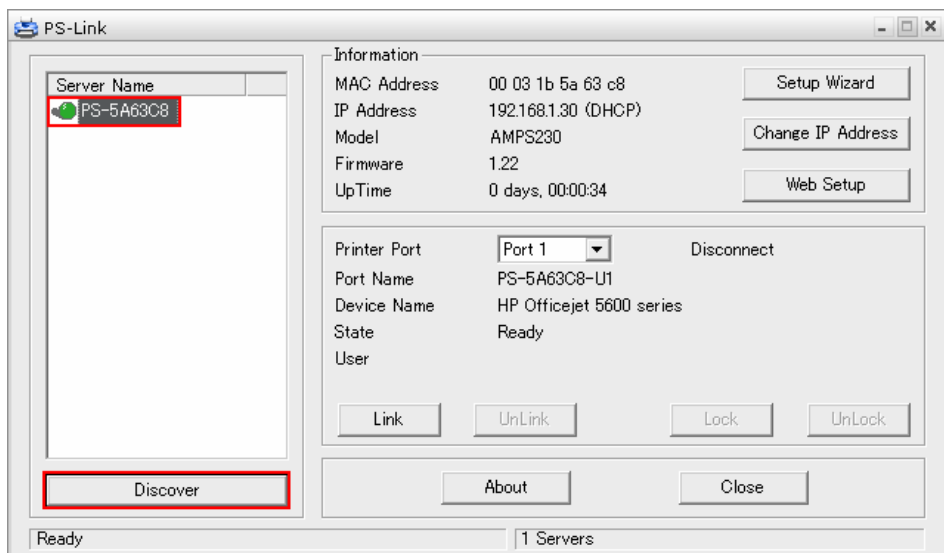 PS-Link
Information
Server Name
PS-5A63C8
MAC Address 00 03 1b 5a 63 c8
Setup Wizard
IP Address 192.168.1.30 (DHCP)
Model AMPS230
Change IP Address
Firmware 1.22
UpTime 0 days, 00:00:34
Web Setup
Printer Port Port 1 Disconnect
Port Name PS-5A63C8-U1
Device Name HP Officejet 5600 series
State Ready
User
Link UnLink Lock UnLock
Discover
About Close
Ready 1 Servers